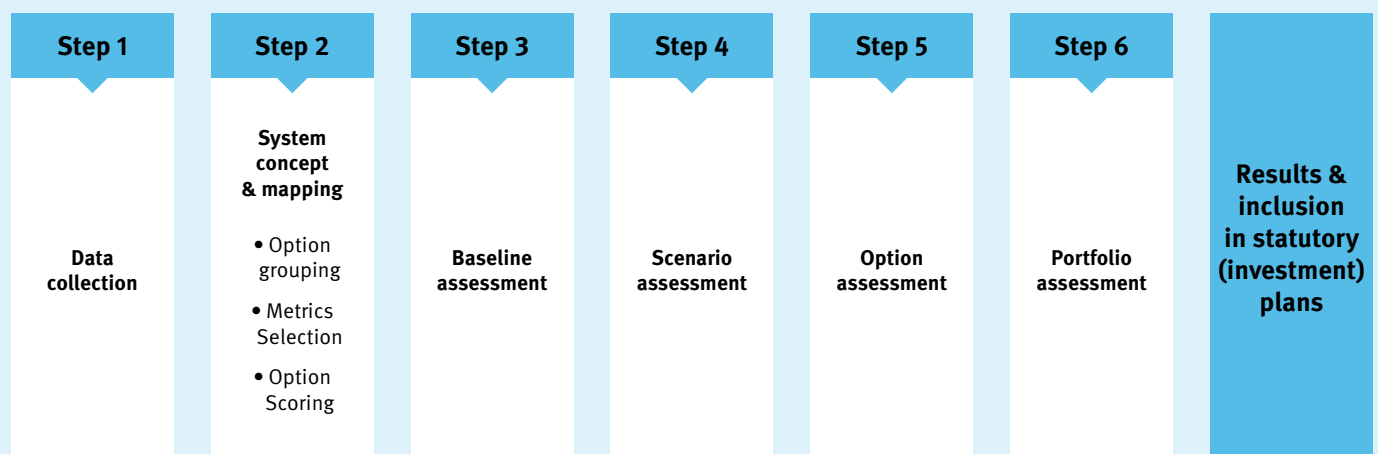 Step 1
Data
collection
Step 2
System
concept
& mapping
• Option
grouping
• Metrics
Selection
• Option
Scoring
Step 3
Baseline
assessment
Step 4
Scenario
assessment
Step 5
Option
assessment
Step 6
Portfolio
assessment
Results &
inclusion
in statutory
(investment)
plans